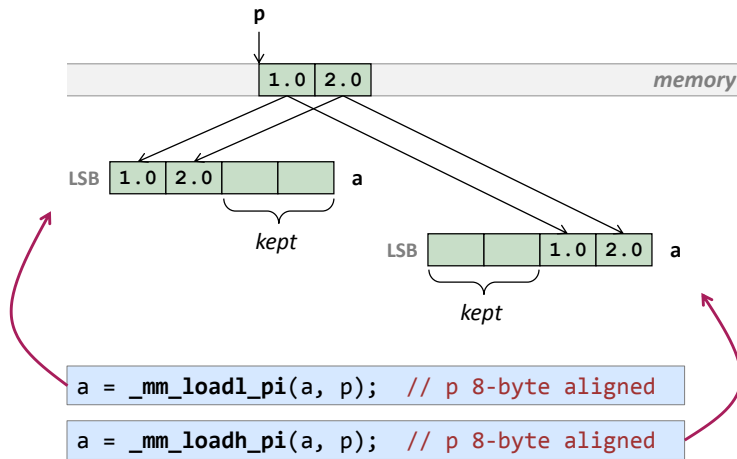 p
1.0 2.0 memory
LSB 1.0 2.0 a
kept
LSB 1.0 2.0 a
kept
a = _mm_loadl_pi(a, p); // p 8-byte aligned
a = _mm_loadh_pi(a, p); // p 8-byte aligned